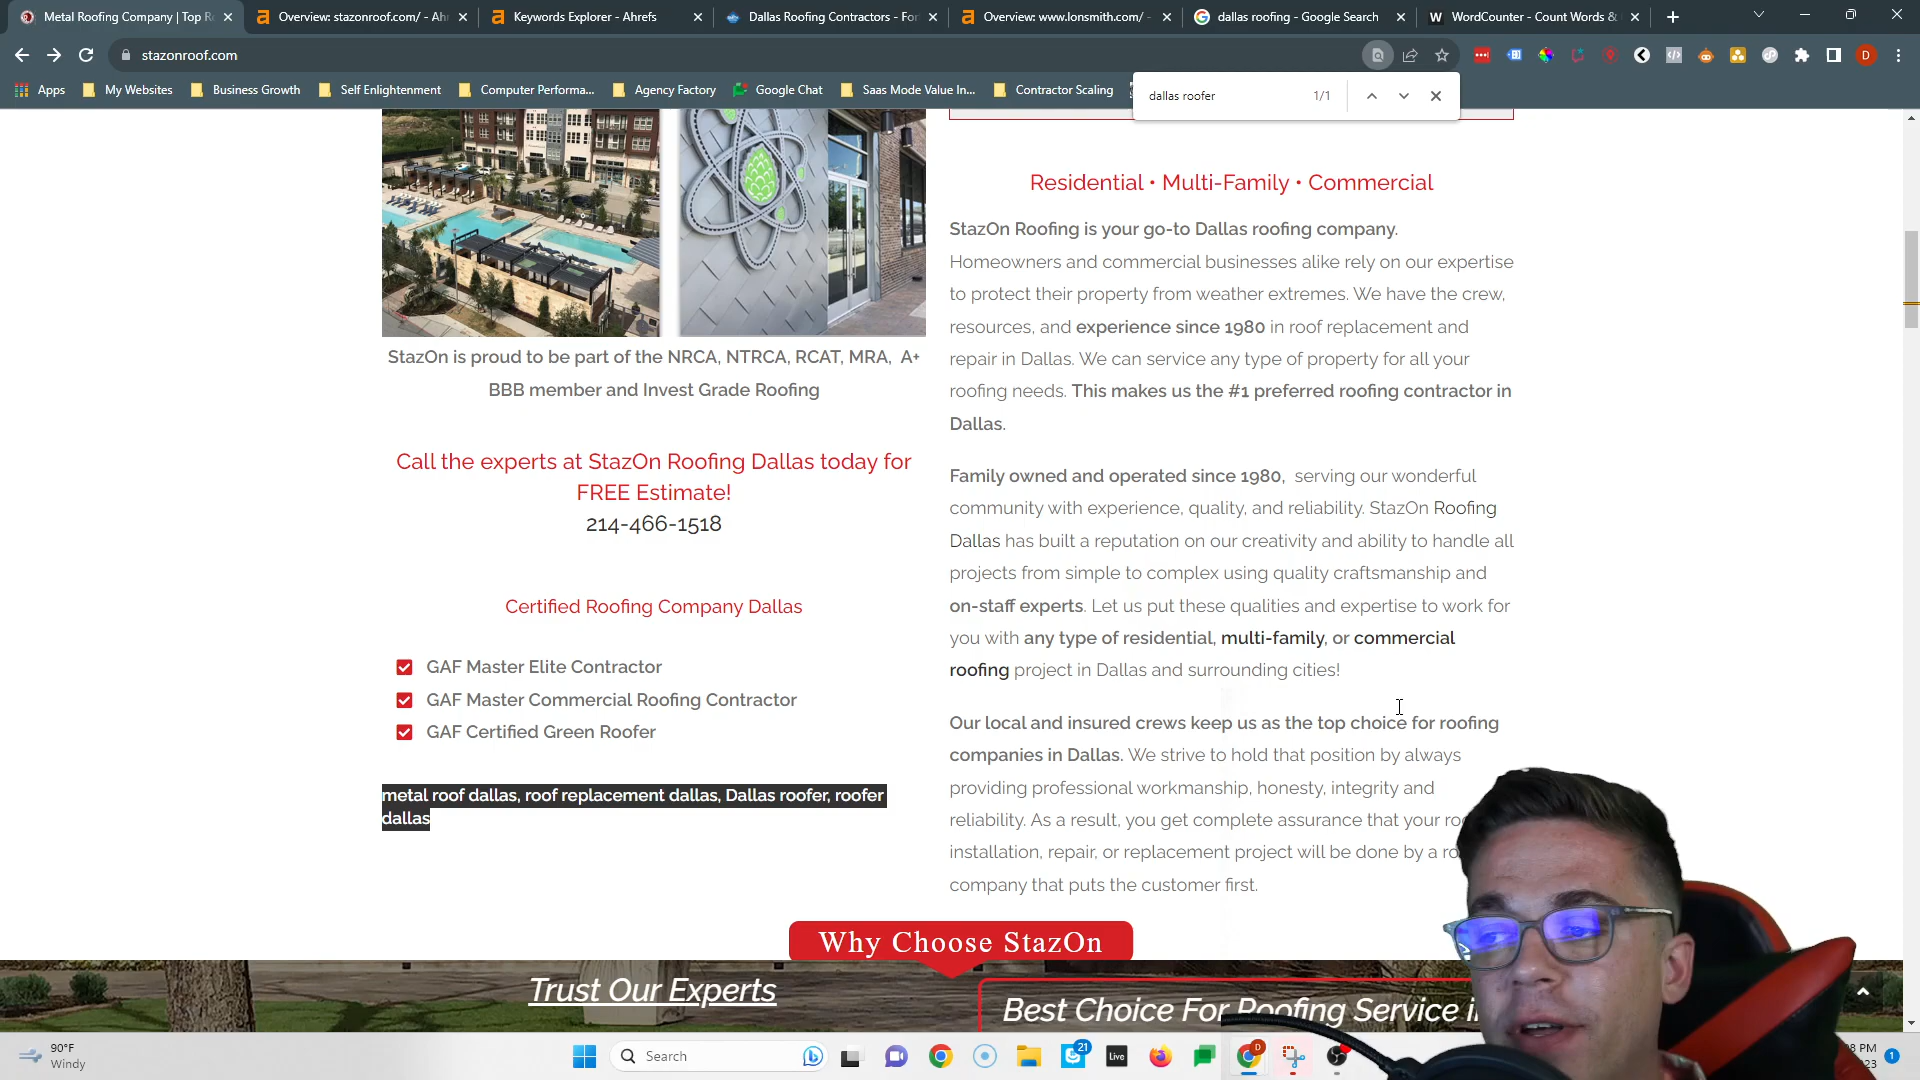 Metal Roofing Company | Top R
Overview: stazonroof.com/ - Ah
Keywords Explorer - Ahrefs
Dallas Roofing Contractors - For
Overview: www.lonsmith.com/ -
dallas roofing - Google Search
WordCounter - Count Words &
stazonroof.com
Apps
My Websites
Business Growth
Self Enlightenment
Computer Performa...
Agency Factory
Google Chat
Saas Mode Value In...
Contractor Scaling
dallas roofer
1/1
Residential • Multi-Family • Commercial
StazOn Roofing is your go-to Dallas roofing company.
Homeowners and commercial businesses alike rely on our expertise
to protect their property from weather extremes. We have the crew,
resources, and experience since 1980 in roof replacement and
repair in Dallas. We can service any type of property for all your
roofing needs. This makes us the #1 preferred roofing contractor in
Dallas.
Family owned and operated since 1980, serving our wonderful
community with experience, quality, and reliability. StazOn Roofing
Dallas has built a reputation on our creativity and ability to handle all
projects from simple to complex using quality craftsmanship and
on-staff experts. Let us put these qualities and expertise to work for
you with any type of residential, multi-family, or commercial
roofing project in Dallas and surrounding cities!
Our local and insured crews keep us as the top choice for roofing
companies in Dallas. We strive to hold that position by always
providing professional workmanship, honesty, integrity and
reliability. As a result, you get complete assurance that your
installation, repair, or replacement project will be done by a
company that puts the customer first.
StazOn is proud to be part of the NRCA, NTRCA, RCAT, MRA, A+
BBB member and Invest Grade Roofing
Call the experts at StazOn Roofing Dallas today for
FREE Estimate!
214-466-1518
Certified Roofing Company Dallas
GAF Master Elite Contractor
GAF Master Commercial Roofing Contractor
GAF Certified Green Roofer
metal roof dallas, roof replacement dallas, Dallas roofer, roofer
dallas
Why Choose StazOn
Trust Our Experts
Best Choice For Roofing Service
90°F
Windy
Search
21
Live
D
8 PM
23
1